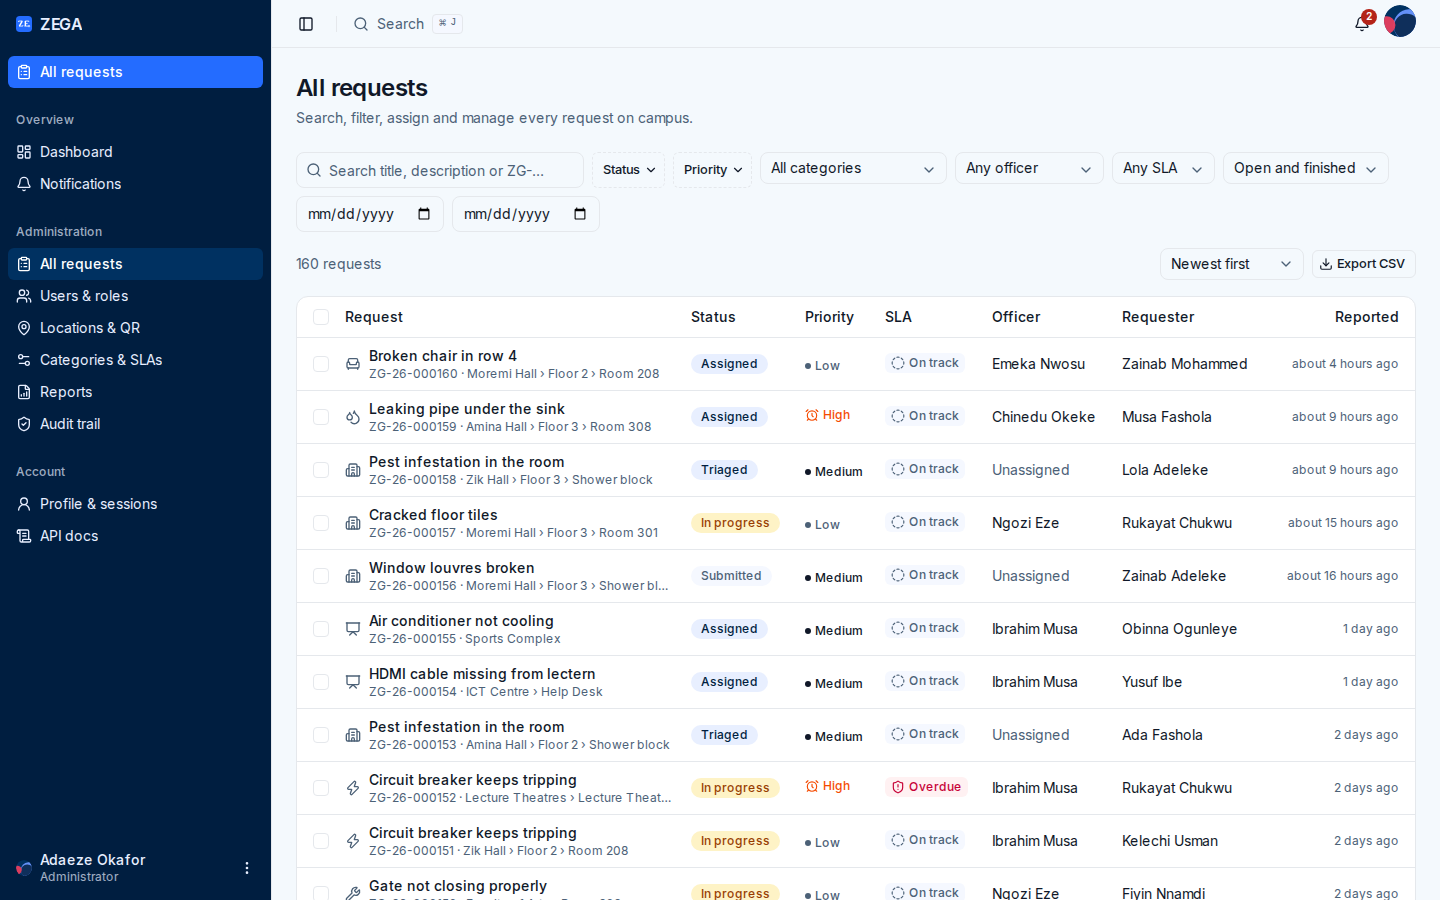 ZEGA
All requests
Overview
Dashboard
Notifications
Administration
All requests
Users & roles
Locations & QR
Categories & SLAs
Reports
Audit trail
Account
Profile & sessions
API docs
Adaeze Okafor
Administrator
Search ⌘ J
2
All requests
Search, filter, assign and manage every request on campus.
Search title, description or ZG-... Status Priority All categories Any officer Any SLA Open and finished
mm/dd/yyyy mm/dd/yyyy
160 requests Newest first Export CSV
Request Status Priority SLA Officer Requester Reported
Broken chair in row 4 Assigned Low On track Emeka Nwosu Zainab Mohammed about 4 hours ago
ZG-26-000160 · Moremi Hall › Floor 2 › Room 208
Leaking pipe under the sink Assigned High On track Chinedu Okeke Musa Fashola about 9 hours ago
ZG-26-000159 · Amina Hall › Floor 3 › Room 308
Pest infestation in the room Triaged Medium On track Unassigned Lola Adeleke about 9 hours ago
ZG-26-000158 · Zik Hall › Floor 3 › Shower block
Cracked floor tiles In progress Low On track Ngozi Eze Rukayat Chukwu about 15 hours ago
ZG-26-000157 · Moremi Hall › Floor 3 › Room 301
Window louvres broken Submitted Medium On track Unassigned Zainab Adeleke about 16 hours ago
ZG-26-000156 · Moremi Hall › Floor 3 › Shower bl...
Air conditioner not cooling Assigned Medium On track Ibrahim Musa Obinna Ogunleye 1 day ago
ZG-26-000155 · Sports Complex
HDMI cable missing from lectern Assigned Medium On track Ibrahim Musa Yusuf Ibe 1 day ago
ZG-26-000154 · ICT Centre › Help Desk
Pest infestation in the room Triaged Medium On track Unassigned Ada Fashola 2 days ago
ZG-26-000153 · Amina Hall › Floor 2 › Shower block
Circuit breaker keeps tripping In progress High Overdue Ibrahim Musa Rukayat Chukwu 2 days ago
ZG-26-000152 · Lecture Theatres › Lecture Theat...
Circuit breaker keeps tripping In progress Low On track Ibrahim Musa Kelechi Usman 2 days ago
ZG-26-000151 · Zik Hall › Floor 2 › Room 208
Gate not closing properly In progress Low On track Ngozi Eze Fiyin Nnamdi 2 days ago